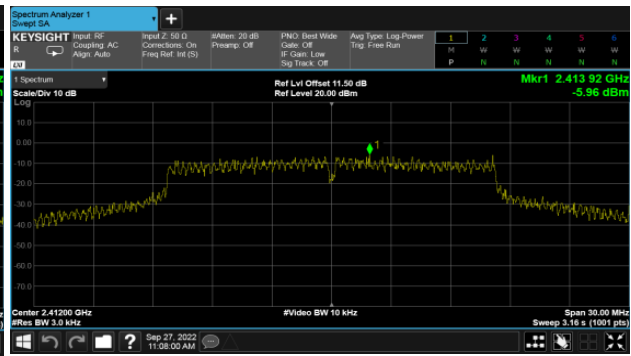 Spectrum Analyzer 1
Swept SA
KEYSIGHT Input: RF Input Z: 50 Ω #Atten: 20 dB PNO: Best Wide Avg Type: Log-Power 1 2 3 4 5 6
R Coupling: AC Corrections: On Preamp: Off Gate: Off Trig: Free Run M W W W W W
Align: Auto Freq Ref: Int (S) IF Gain: Low P N N N N N
LXI Sig Track: Off
1 Spectrum Ref Lvl Offset 11.50 dB Mkr1 2.413 92 GHz
Scale/Div 10 dB Ref Level 20.00 dBm -5.96 dBm
Log
10.0
0.00
1
-10.0
-20.0
-30.0
-40.0
-50.0
-60.0
-70.0
Center 2.41200 GHz #Video BW 10 kHz Span 30.00 MHz
#Res BW 3.0 kHz Sweep 3.16 s (1001 pts)
? Sep 27, 2022
11:08:00 AM